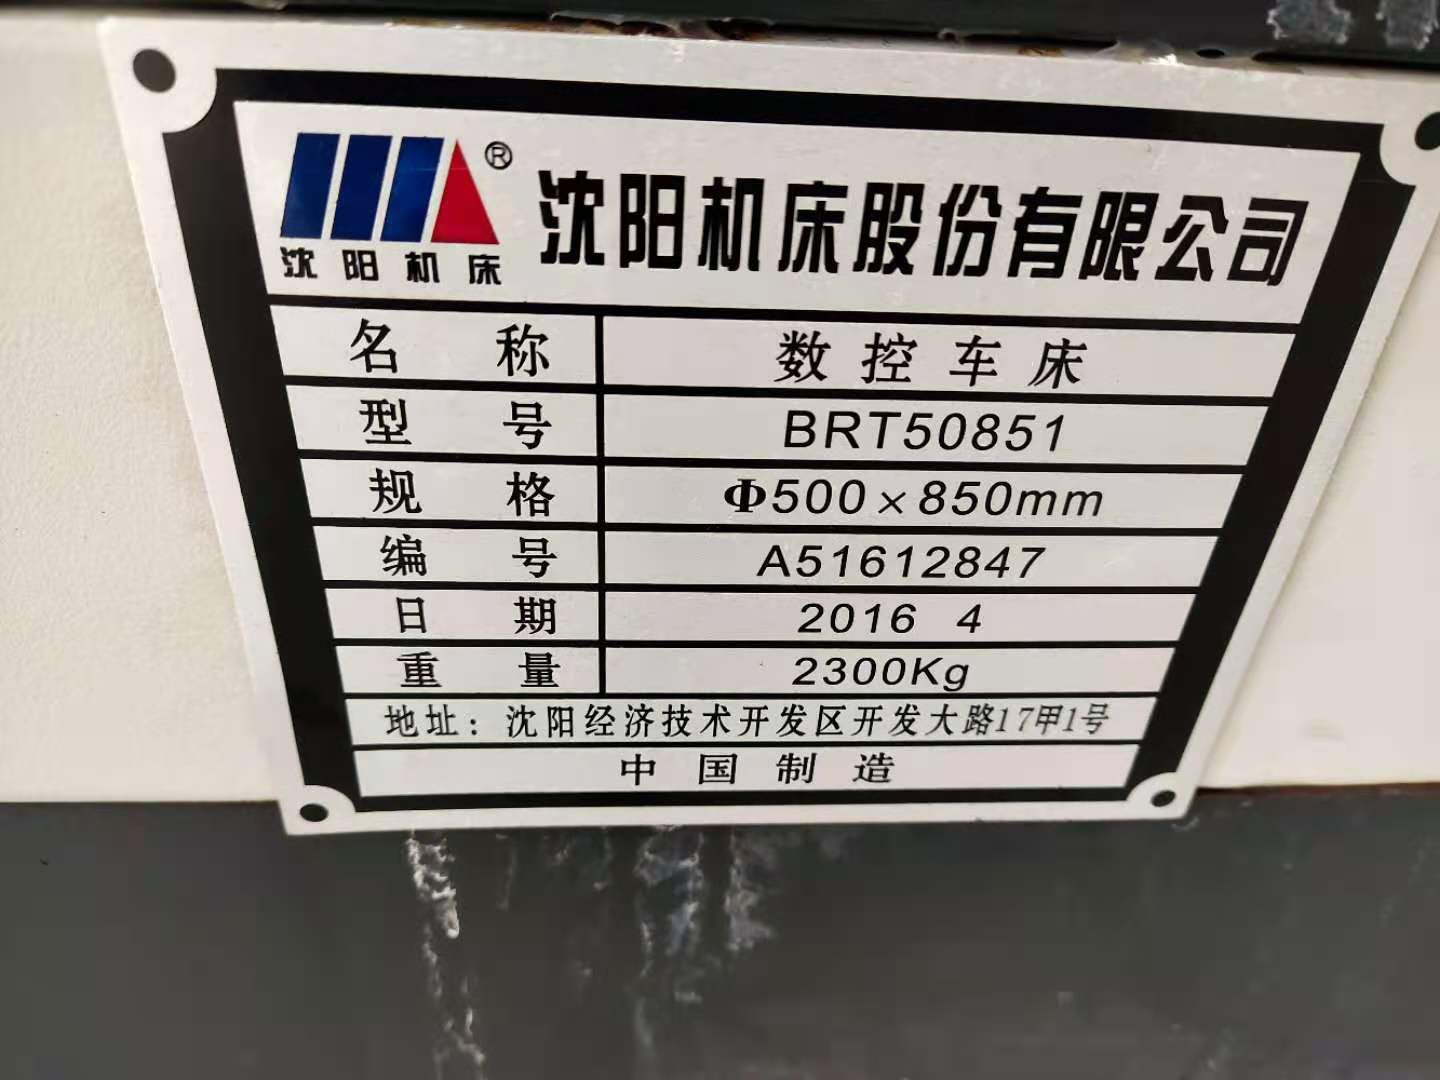 ®
沈阳机床
沈阳机床股份有限公司
名称 数控车床
型号 BRT50851
规格 Φ500×850mm
编号 A51612847
日期 2016 4
重量 2300Kg
地址：沈阳经济技术开发区开发大路17甲1号
中国制造